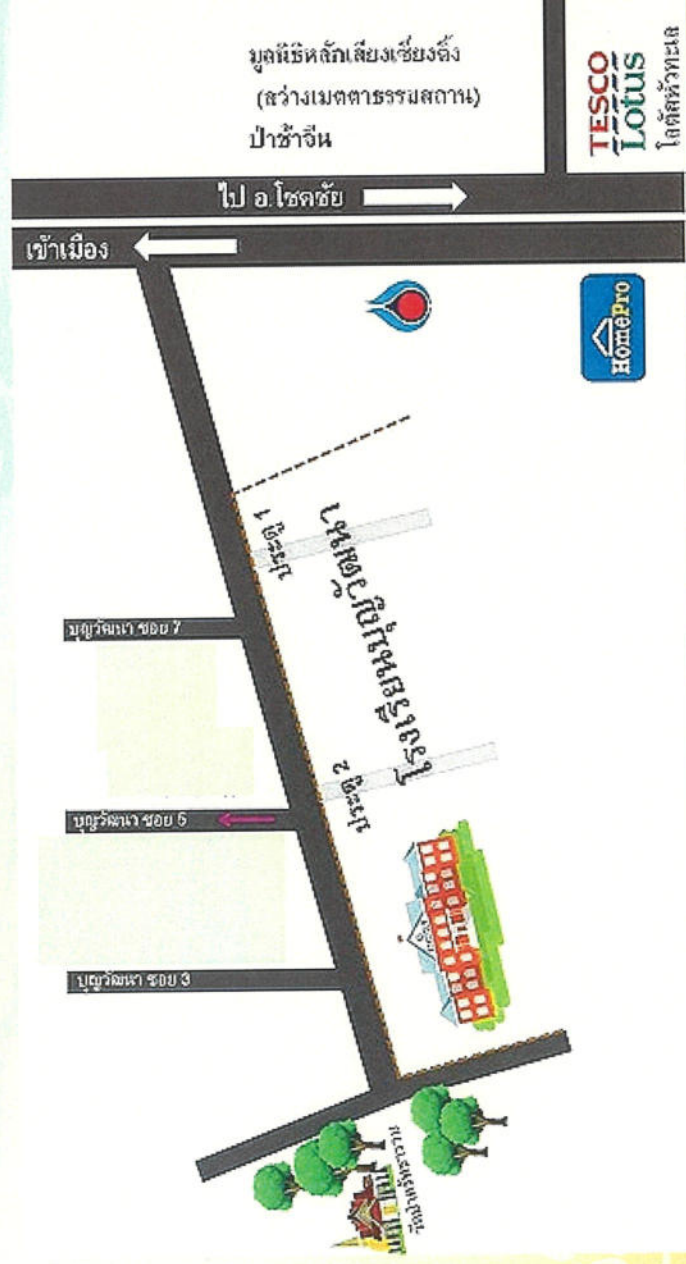 มูลนิธิหลักเสียงเซี่ยงตึ้ง
(สว่างเมตตาธรรมสถาน)
ป่าช้าจีน
TESCO
Lotus
โลตัสหัวทะเล
ไป อ.โชคชัย
เข้าเมือง
HomePro
ประตู 1
โรงเรียนบุญวัฒนา
บุญวัฒนา ซอย 7
ประตู 2
บุญวัฒนา ซอย 5
บุญวัฒนา ซอย 3